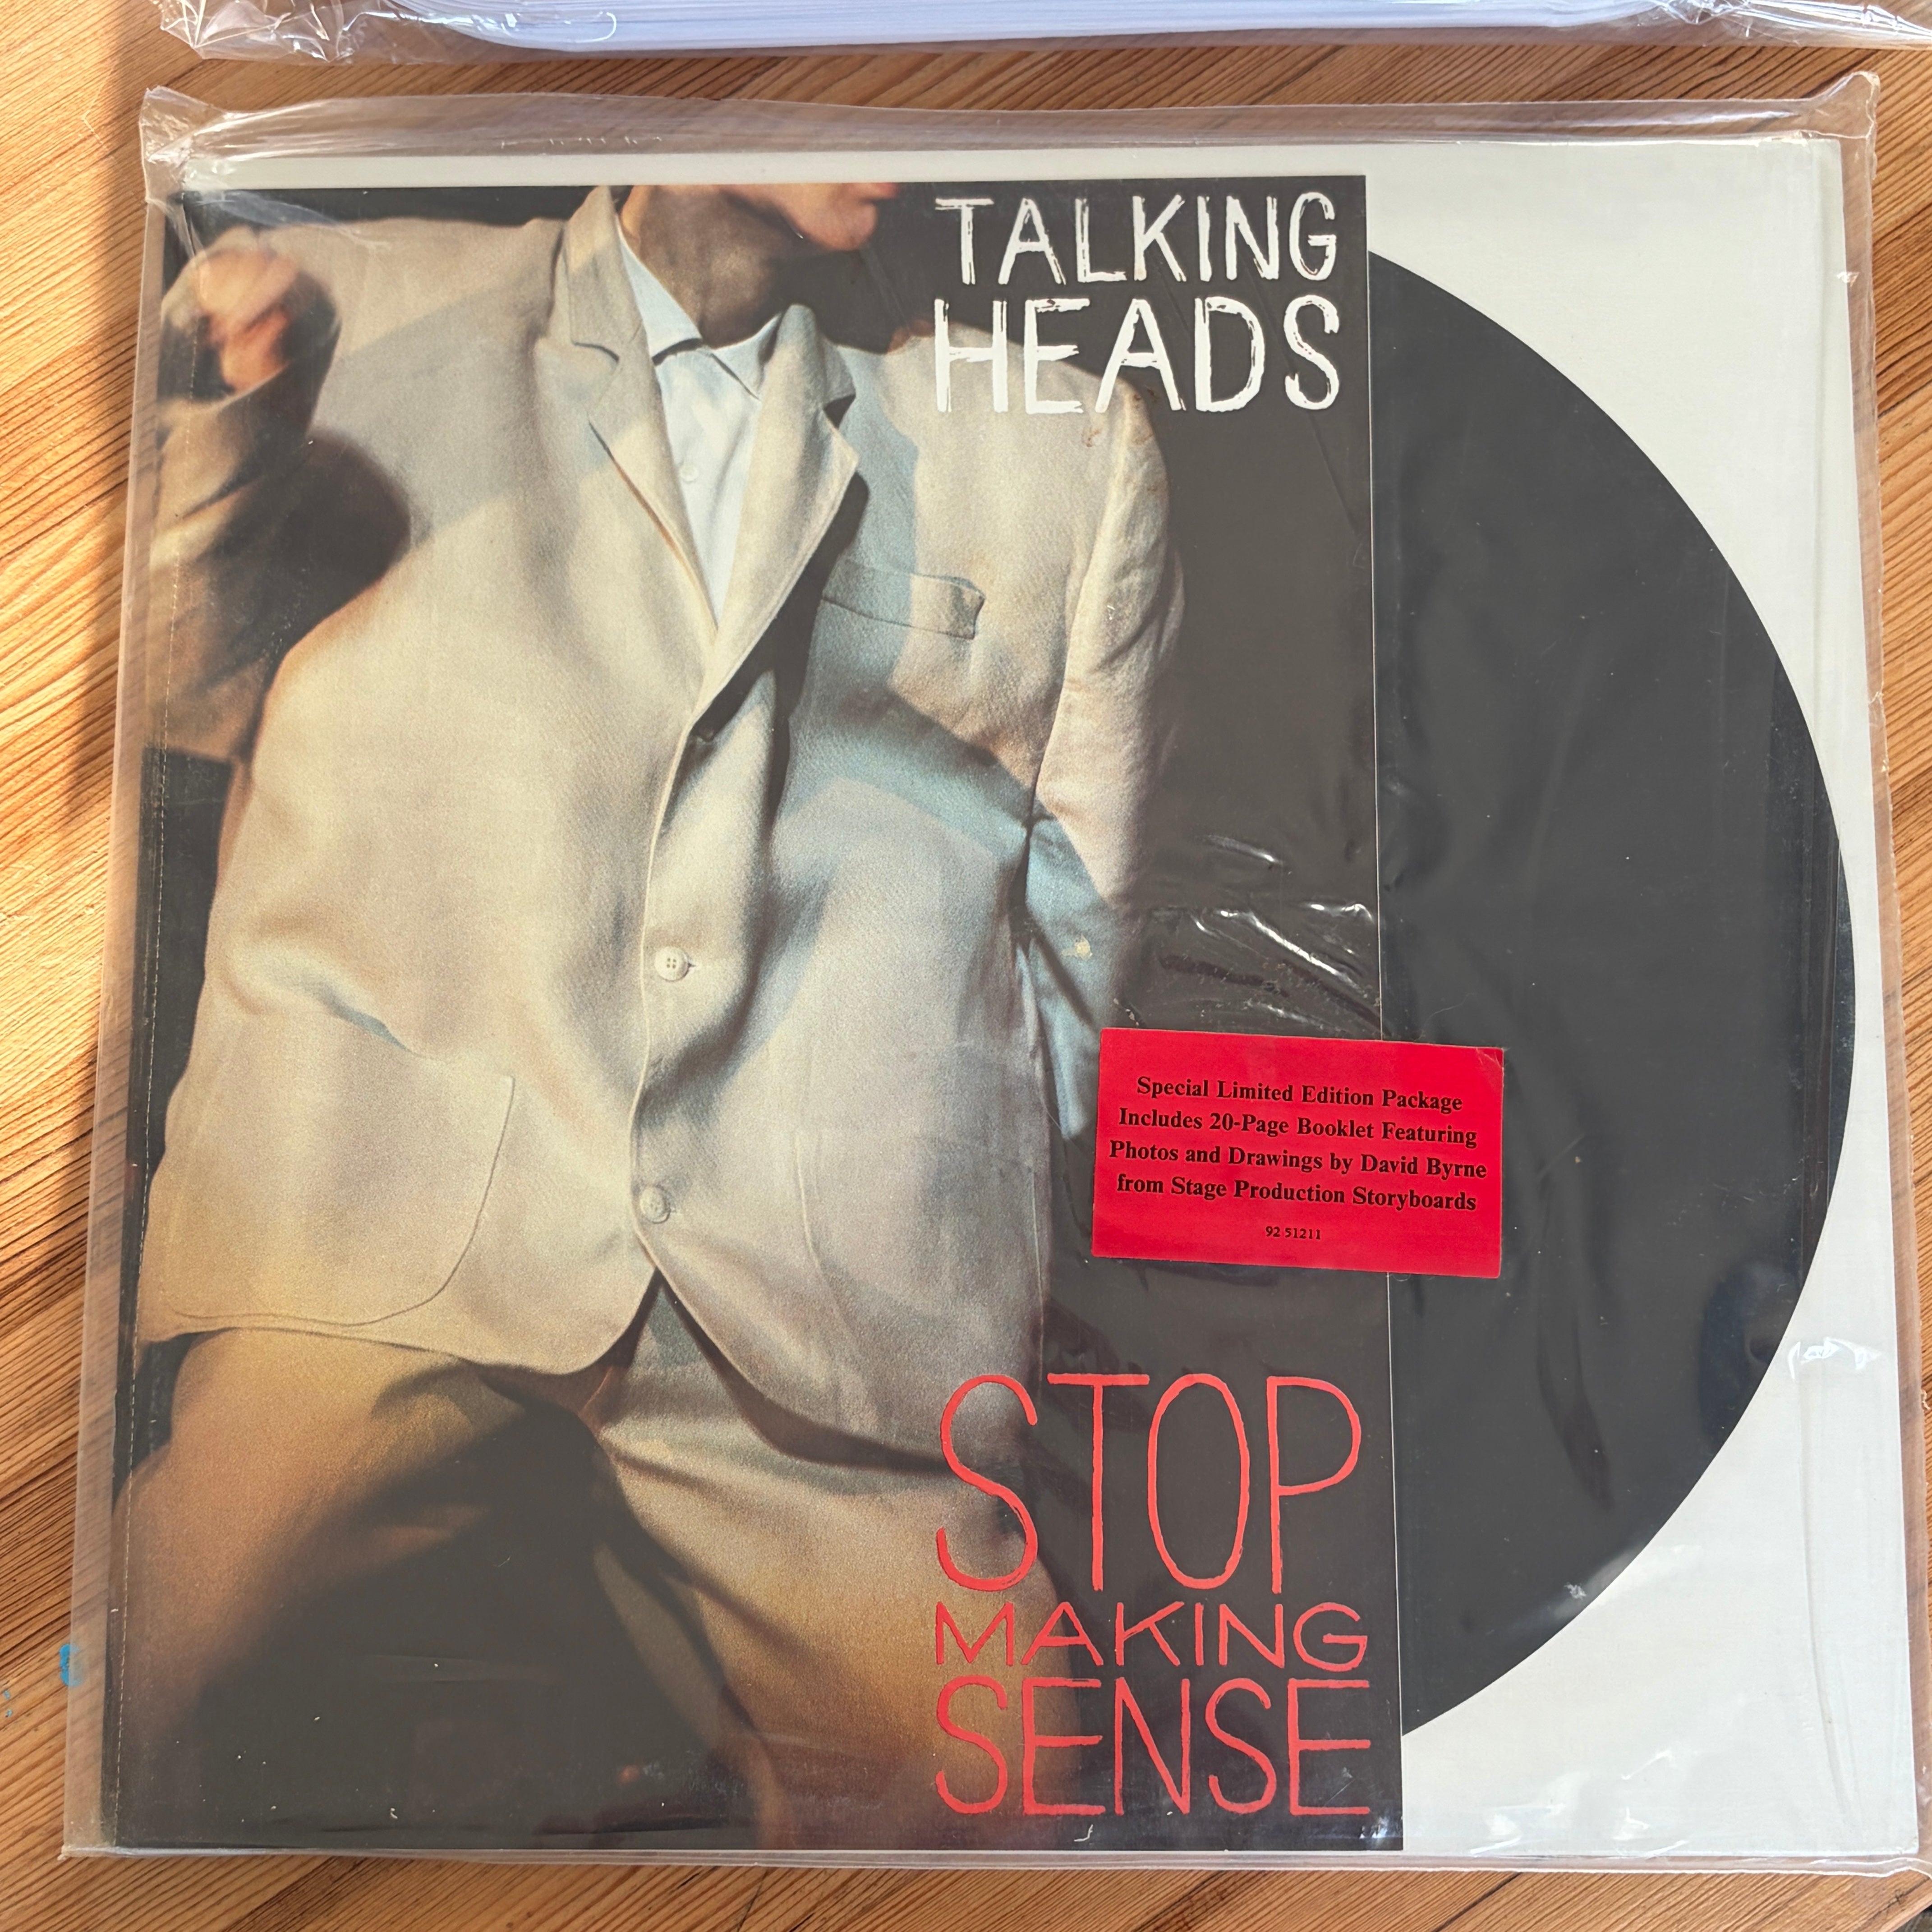 TALKING
HEADS
Special Limited Edition Package
Includes 20-Page Booklet Featuring
Photos and Drawings by David Byrne
from Stage Production Storyboards
92 51211
STOP
MAKING
SENSE